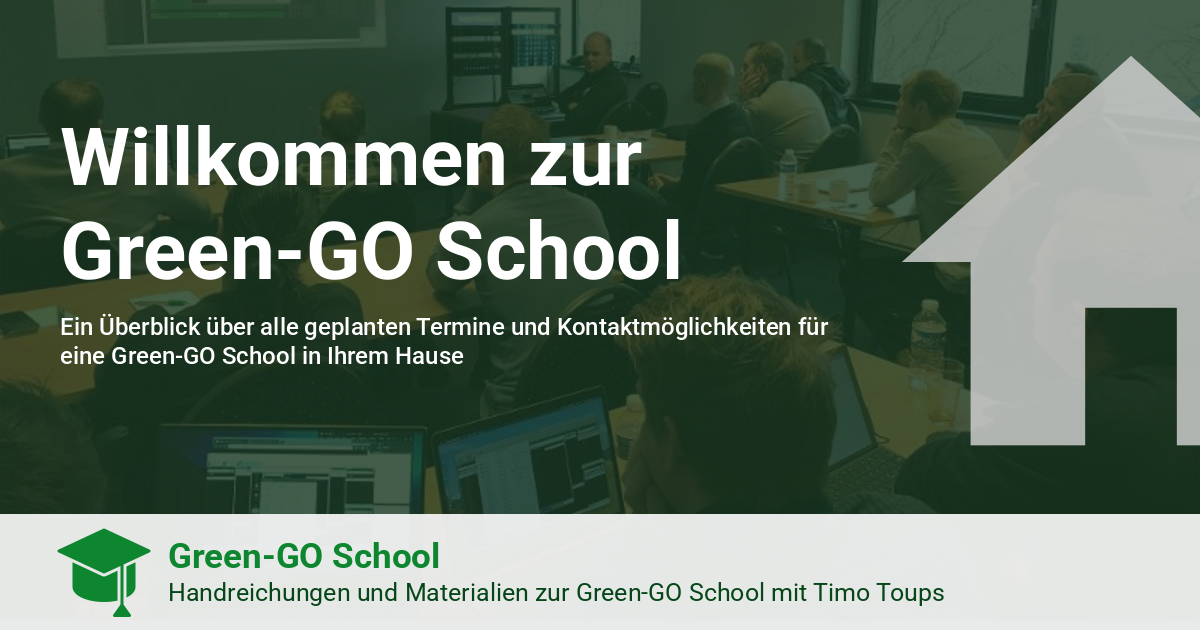 Willkommen zur
Green-GO School
Ein Überblick über alle geplanten Termine und Kontaktmöglichkeiten für
eine Green-GO School in Ihrem Hause
Green-GO School
Handreichungen und Materialien zur Green-GO School mit Timo Toups